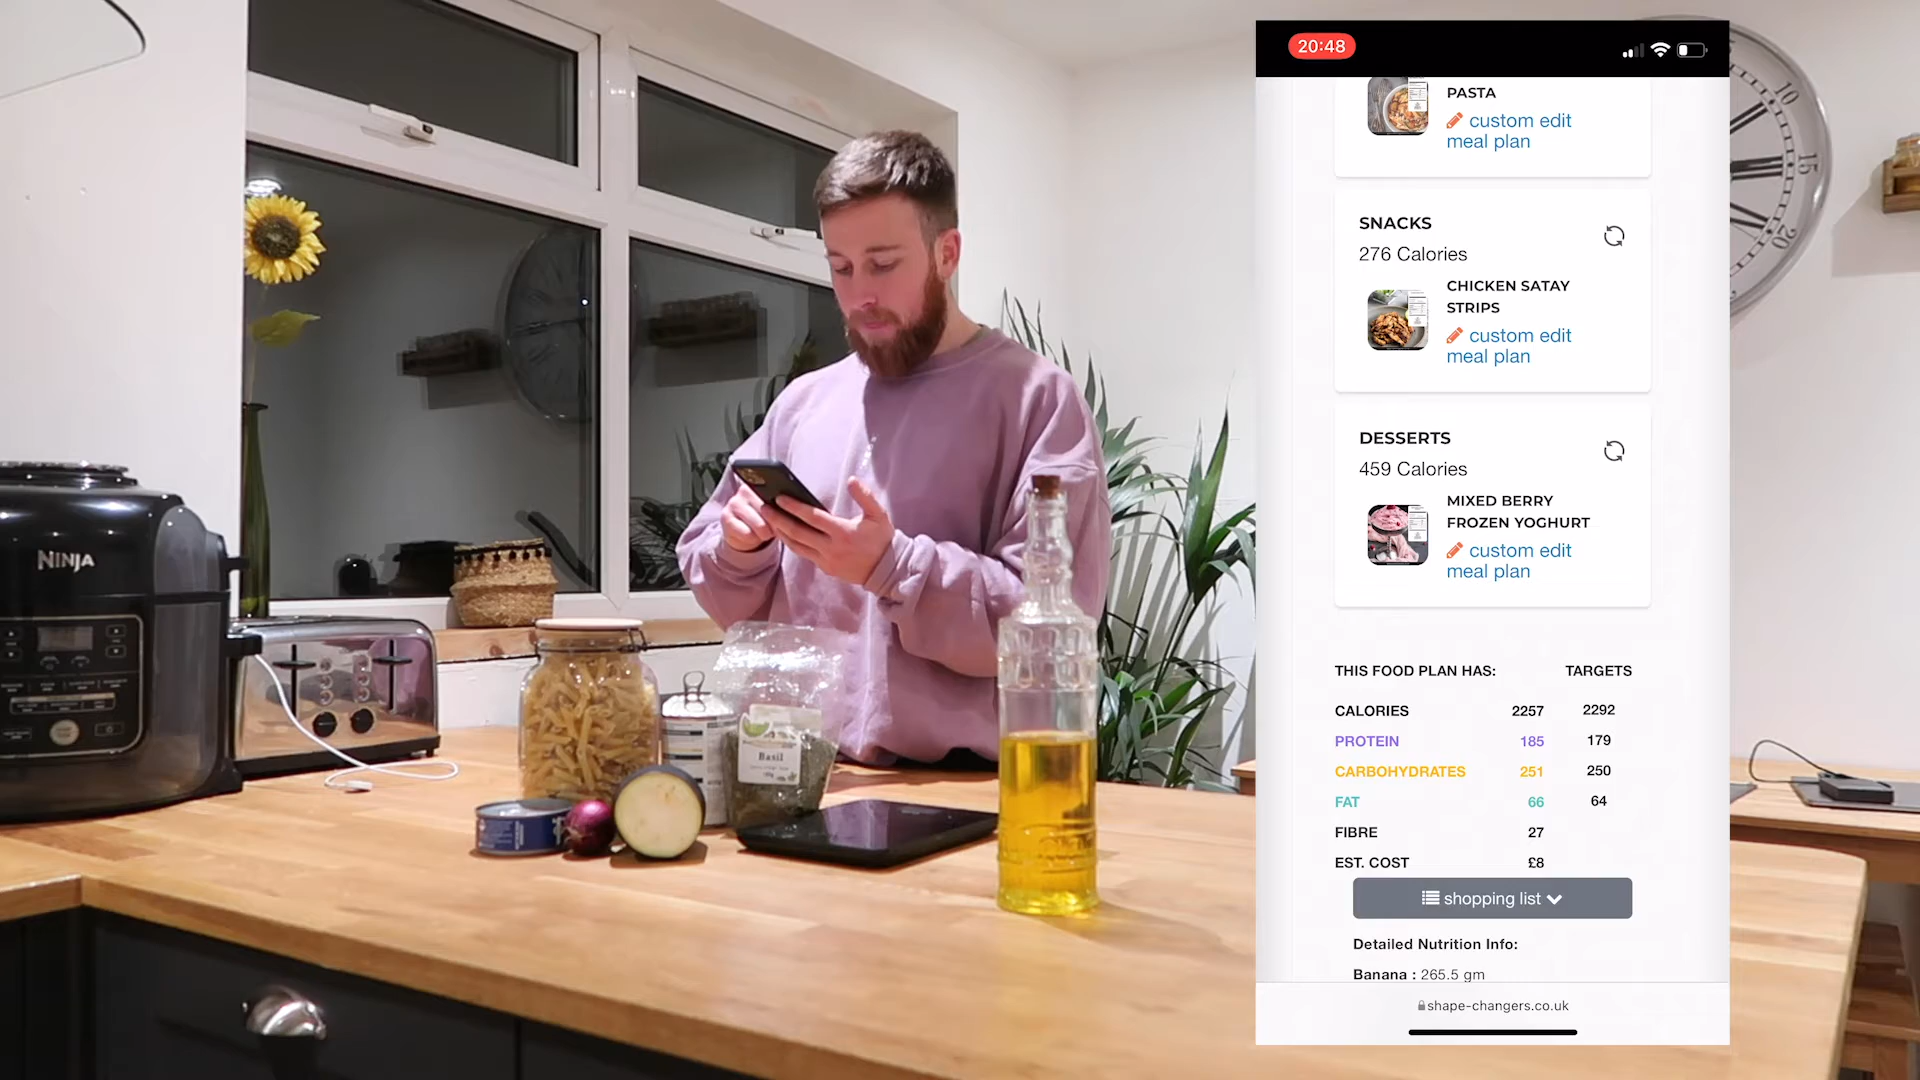 20:48
PASTA
custom edit
meal plan
SNACKS
276 Calories
CHICKEN SATAY
STRIPS
custom edit
meal plan
DESSERTS
459 Calories
MIXED BERRY
FROZEN YOGHURT
custom edit
meal plan
THIS FOOD PLAN HAS: TARGETS
CALORIES 2257 2292
PROTEIN 185 179
CARBOHYDRATES 251 250
FAT 66 64
FIBRE 27
EST. COST £8
shopping list
Detailed Nutrition Info:
Banana : 265.5 gm
shape-changers.co.uk
NINJA
Basil
10
15
20